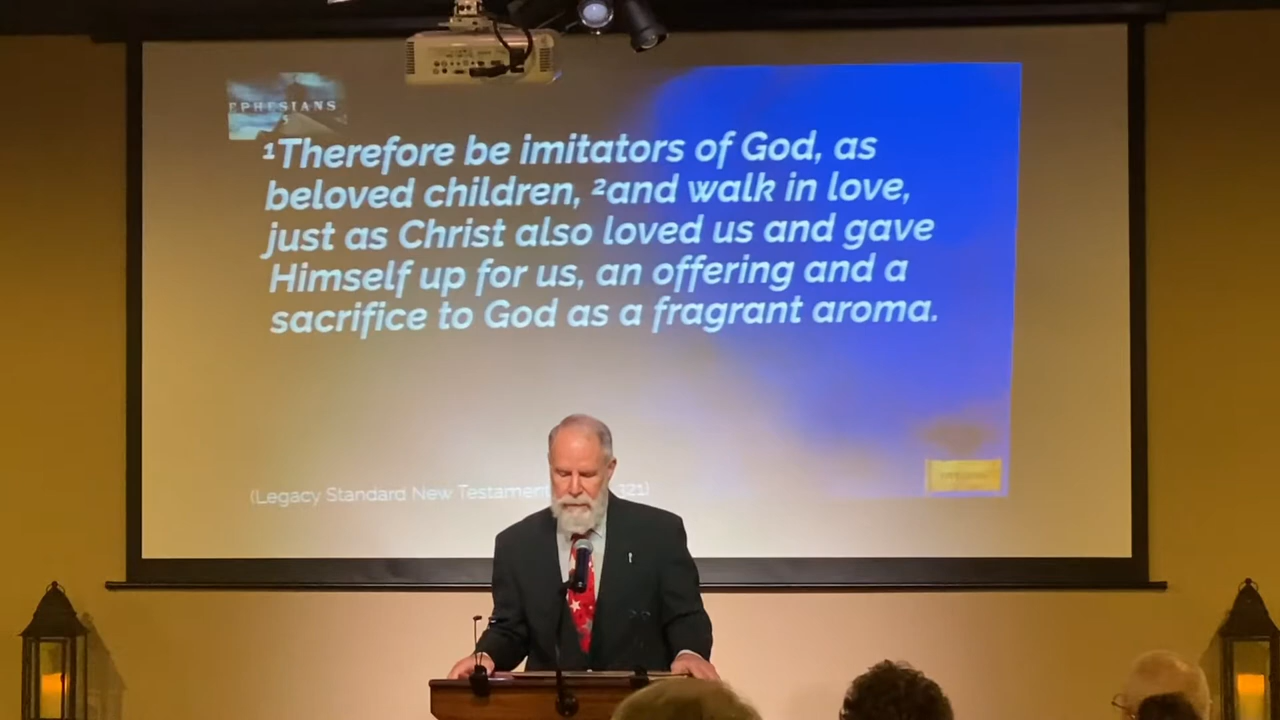 EPHESIANS
5
¹Therefore be imitators of God, as
beloved children, ²and walk in love,
just as Christ also loved us and gave
Himself up for us, an offering and a
sacrifice to God as a fragrant aroma.
(Legacy Standard New Testament 321)